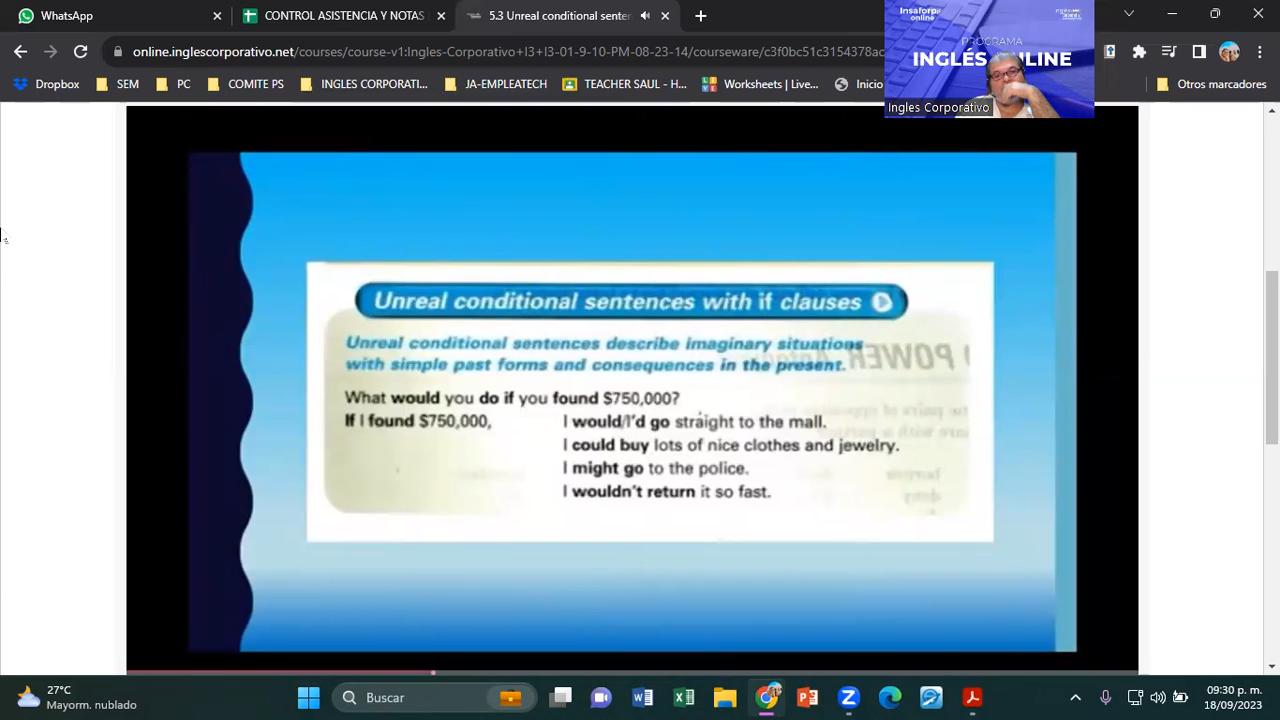 WhatsApp
CONTROL ASISTENCIA Y NOTAS
5.3 Unreal conditional senten
online.inglescorporativo
urses/course-v1:Ingles-Corporativo+I3+I3-01-9-10-PM-08-23-14/courseware/c3f0bc51c3154378ac
Dropbox
SEM
PC
COMITE PS
JA-EMPLEATECH
TEACHER SAUL - H...
Worksheets | Live...
Inicio
Otros marcadores
Insaforp
online
PROGRAMA
INGLÉS
LINE
Ingles Corporativo
Unreal conditional sentences with if clauses
Unreal conditional sentences describe imaginary situations
with simple past forms and consequences in the present.
What would you do if you found $750,000?
If I found $750,000, I would/I'd go straight to the mall.
I could buy lots of nice clothes and jewelry.
I might go to the police.
I wouldn't return it so fast.
27°C
Mayorm. nublado
Buscar
09:30 p. m.
18/09/2023